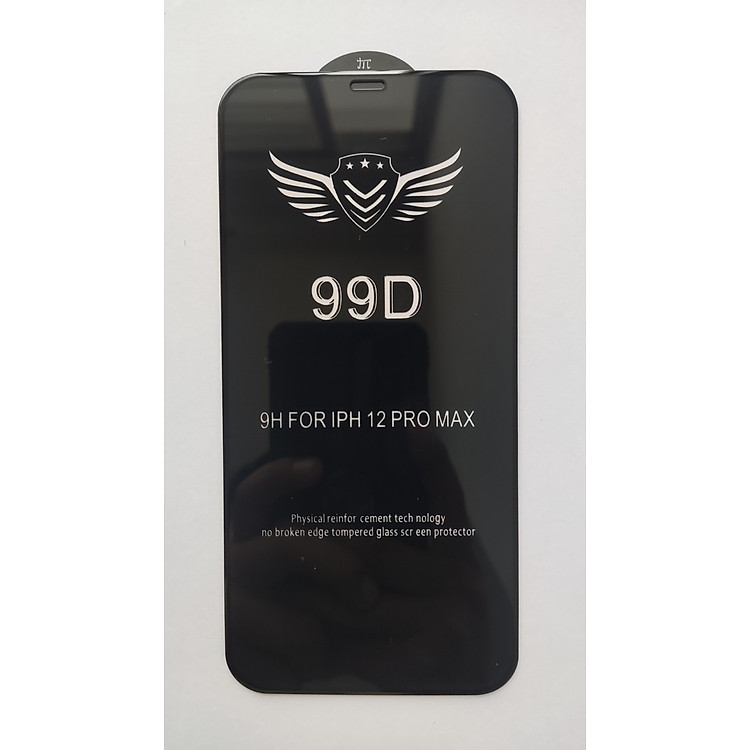 99D
9H FOR IPH 12 PRO MAX
Physical reinfor cement tech nology
no broken edge tompered glass scr een protector